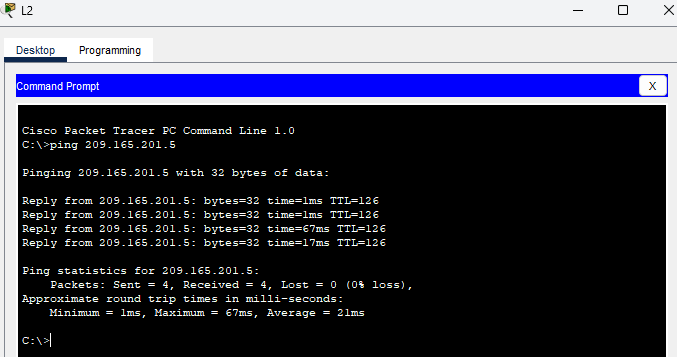 L2
Desktop Programming
Command Prompt X
Cisco Packet Tracer PC Command Line 1.0
C:\>ping 209.165.201.5
Pinging 209.165.201.5 with 32 bytes of data:
Reply from 209.165.201.5: bytes=32 time=1ms TTL=126
Reply from 209.165.201.5: bytes=32 time=1ms TTL=126
Reply from 209.165.201.5: bytes=32 time=67ms TTL=126
Reply from 209.165.201.5: bytes=32 time=17ms TTL=126
Ping statistics for 209.165.201.5:
Packets: Sent = 4, Received = 4, Lost = 0 (0% loss),
Approximate round trip times in milli-seconds:
Minimum = 1ms, Maximum = 67ms, Average = 21ms
C:\>